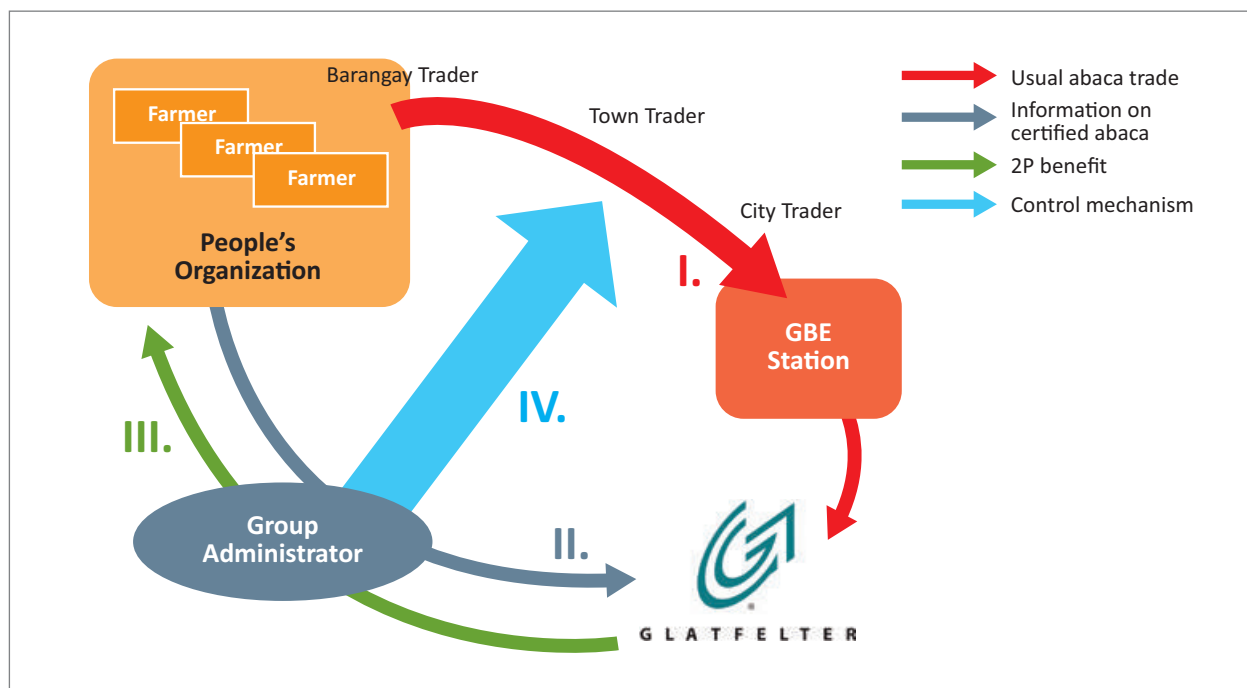 Barangay Trader
Farmer
Farmer
Farmer
People's
Organization
Town Trader
City Trader
I.
GBE
Station
III.
IV.
Group
Administrator
II.
GLATFELTER
Usual abaca trade
Information on
certified abaca
2P benefit
Control mechanism